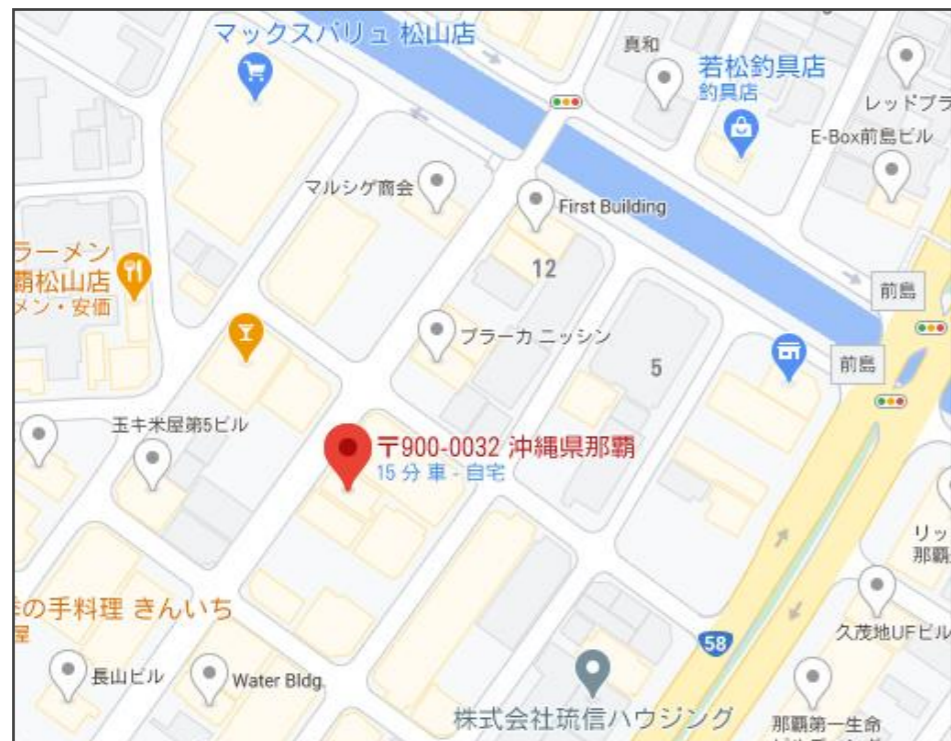 マックスバリュ 松山店
真和
若松釣具店
釣具店
レッドプラ
E-Box前島ビル
マルシゲ商会
First Building
ラーメン
覇松山店
メン・安価
12
前島
プラーカ ニッシン
5
前島
玉キ米屋第5ビル
〒900-0032 沖縄県那覇
15 分 車 - 自宅
リッ
那覇
の手料理 きんいち
屋
久茂地UFビル
58
長山ビル
Water Bldg.
株式会社琉信ハウジング
那覇第一生命